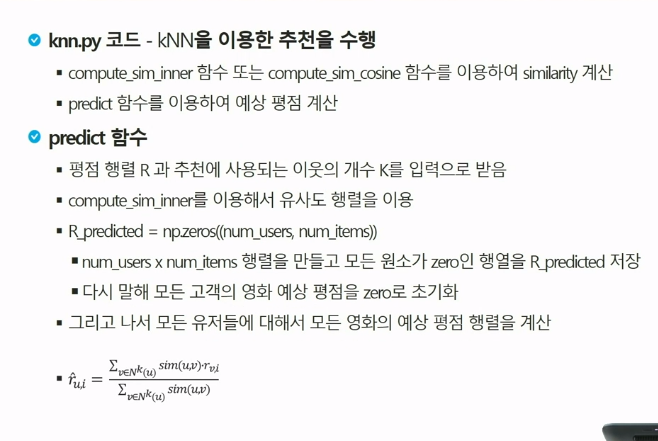 knn.py 코드 - kNN을 이용한 추천을 수행
▪ compute_sim_inner 함수 또는 compute_sim_cosine 함수를 이용하여 similarity 계산
▪ predict 함수를 이용하여 예상 평점 계산
predict 함수
▪ 평점 행렬 R 과 추천에 사용되는 이웃의 개수 K를 입력으로 받음
▪ compute_sim_inner를 이용해서 유사도 행렬을 이용
▪ R_predicted = np.zeros((num_users, num_items))
▪ num_users x num_items 행렬을 만들고 모든 원소가 zero인 행열을 R_predicted 저장
▪ 다시 말해 모든 고객의 영화 예상 평점을 zero로 초기화
▪ 그리고 나서 모든 유저들에 대해서 모든 영화의 예상 평점 행렬을 계산
▪ r̂_{u,i} = \frac{∑_{v∈N^k(u)} sim(u,v)·r_{v,i}}{∑_{v∈N^k(u)} sim(u,v)}